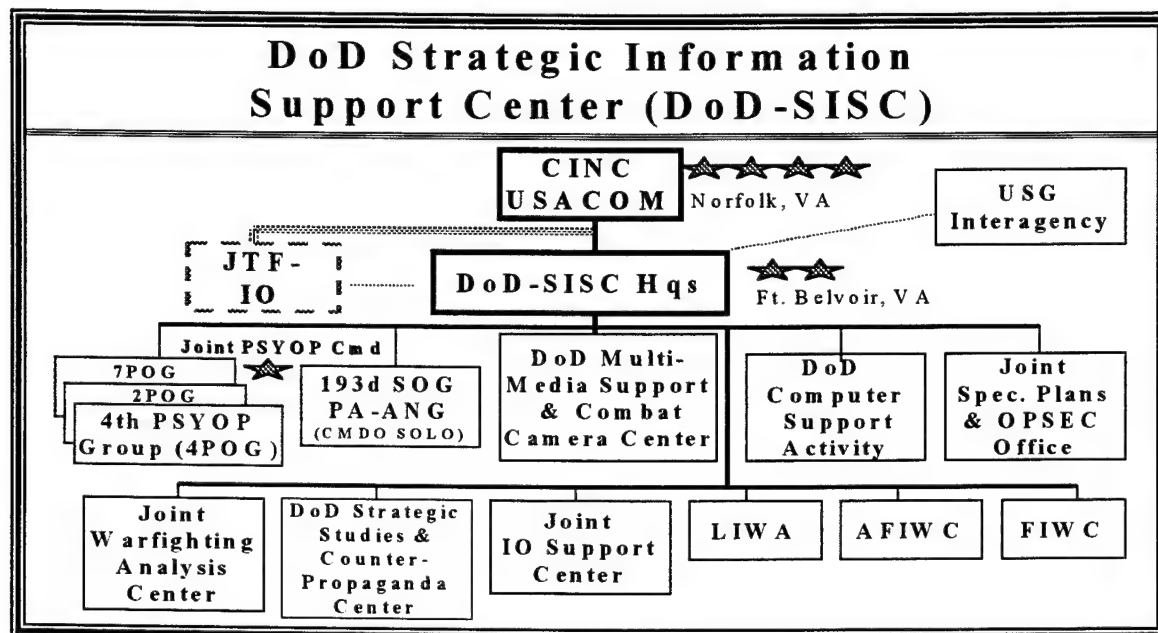 DoD Strategic Information
Support Center (DoD-SISC)
CINC
USACOM
Norfolk, VA
USG
Interagency
JTF-
IO
DoD-SISC Hqs
Ft. Belvoir, VA
Joint PSYOP Cmd
7POG
2POG
4th PSYOP
Group (4POG)
193d SOG
PA-ANG
(CMDO SOLO)
DoD Multi-
Media Support
& Combat
Camera Center
DoD
Computer
Support
Activity
Joint
Spec. Plans
& OPSEC
Office
Joint
Warfighting
Analysis
Center
DoD Strategic
Studies &
Counter-
Propaganda
Center
Joint
IO Support
Center
LIWA
AFIWC
FIWC